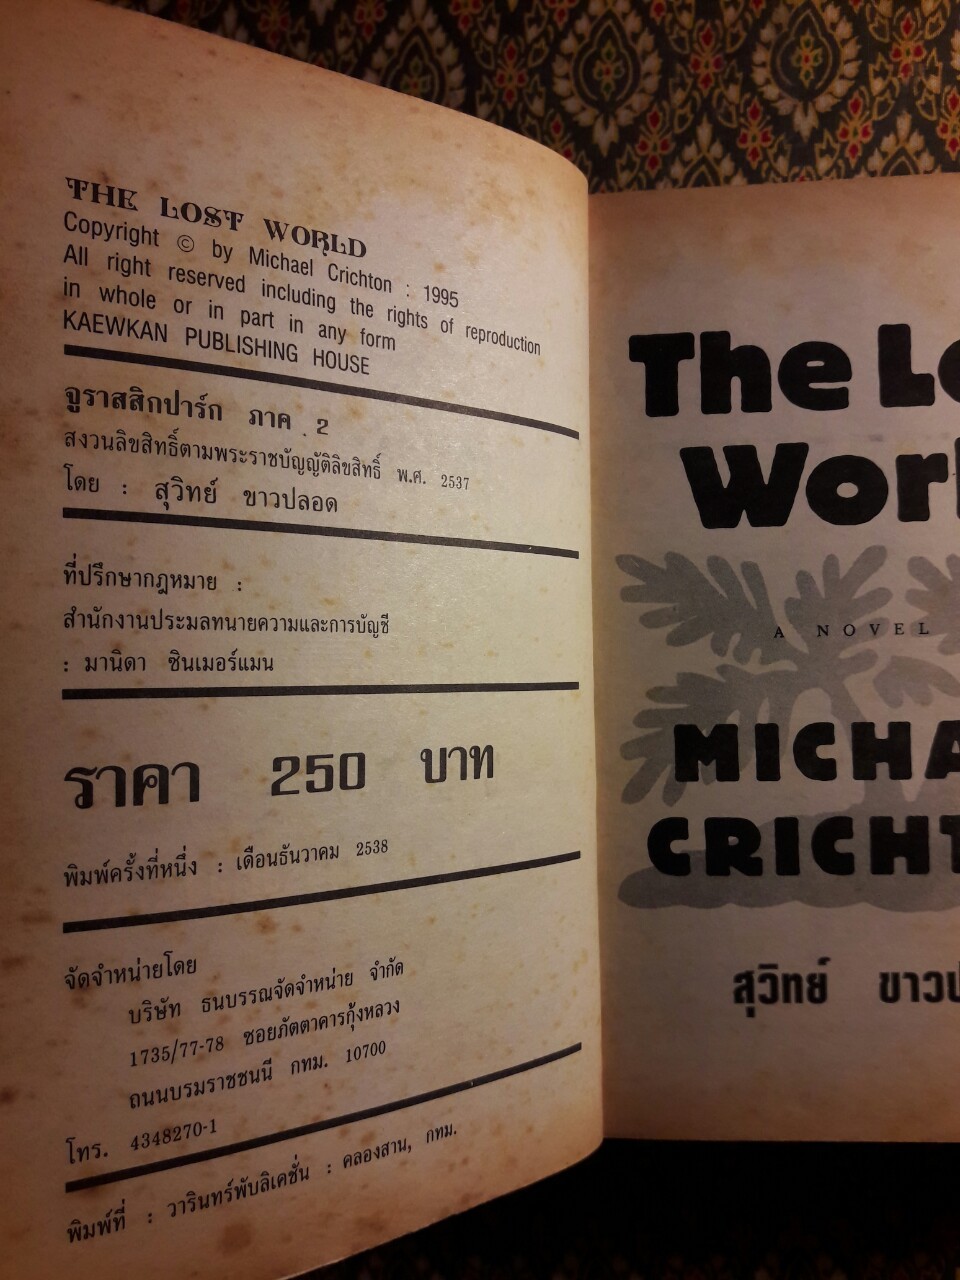 THE LOST WORLD
Copyright © by Michael Crichton : 1995
All right reserved including the rights of reproduction
in whole or in part in any form
KAEWKAN PUBLISHING HOUSE
จูราสสิกปาร์ก ภาค 2
สงวนลิขสิทธิ์ตามพระราชบัญญัติลิขสิทธิ์ พ.ศ. 2537
โดย : สุวิทย์ ขาวปลอด
ที่ปรึกษากฎหมาย :
สำนักงานประมลทนายความและการบัญชี
: มานิดา ซินเมอร์แมน
ราคา 250 บาท
พิมพ์ครั้งที่หนึ่ง : เดือนธันวาคม 2538
จัดจำหน่ายโดย
บริษัท ธนบรรณจัดจำหน่าย จำกัด
1735/77-78 ซอยภัตตาคารกุ้งหลวง
ถนนบรมราชชนนี กทม. 10700
โทร. 4348270-1
พิมพ์ที่ : วารินทร์พับลิเคชั่น : คลองสาน, กทม.
The Lo
Worl
A NOVEL
MICHA
CRICHT
สุวิทย์ ขาวป